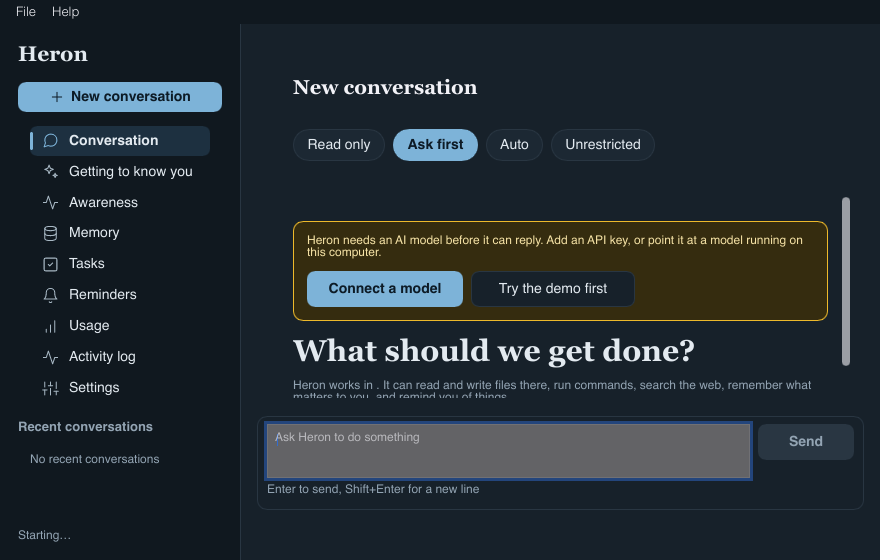 File Help
Heron
New conversation
Conversation
Getting to know you
Awareness
Memory
Tasks
Reminders
Usage
Activity log
Settings
Recent conversations
No recent conversations
Starting…
New conversation
Read only Ask first Auto Unrestricted
Heron needs an AI model before it can reply. Add an API key, or point it at a model running on
this computer.
Connect a model Try the demo first
What should we get done?
Heron works in . It can read and write files there, run commands, search the web, remember what
matters to you, and remind you of things.
Ask Heron to do something
Send
Enter to send, Shift+Enter for a new line